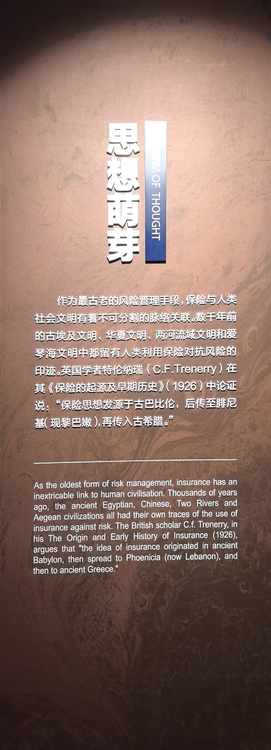 思想萌芽
OF THOUGHT
作为最古老的风险管理手段，保险与人类
社会文明有着不可分割的脉络关联。数千年前
的古埃及文明、华夏文明、两河流域文明和爱
琴海文明中都留有人类利用保险对抗风险的
印迹。英国学者特伦纳瑞（C.F.Trenerry）在
其《保险的起源及早期历史》（1926）中论证
说：“保险思想发源于古巴比伦，后传至腓尼
基（现黎巴嫩），再传入古希腊。”
As the oldest form of risk management, insurance has an
inextricable link to human civilisation. Thousands of years
ago, the ancient Egyptian, Chinese, Two Rivers and
Aegean civilizations all had their own traces of the use of
insurance against risk. The British scholar C.f. Trenerry, in
his The Origin and Early History of Insurance (1926),
argues that "the idea of insurance originated in ancient
Babylon, then spread to Phoenicia (now Lebanon), and
then to ancient Greece."